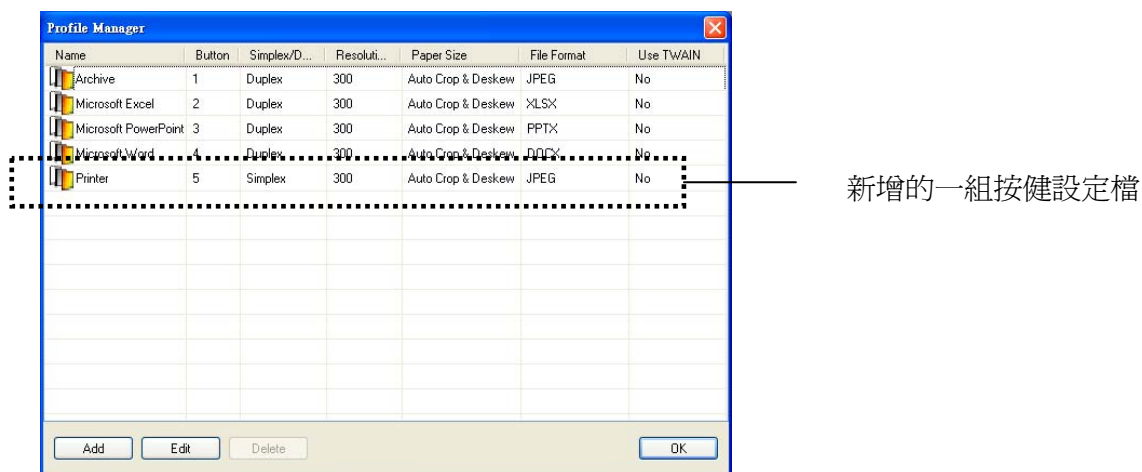 Profile Manager
Name Button Simplex/D... Resoluti... Paper Size File Format Use TWAIN
Archive 1 Duplex 300 Auto Crop & Deskew JPEG No
Microsoft Excel 2 Duplex 300 Auto Crop & Deskew XLSX No
Microsoft PowerPoint 3 Duplex 300 Auto Crop & Deskew PPTX No
Microsoft Word 4 Duplex 300 Auto Crop & Deskew DOCX No
Printer 5 Simplex 300 Auto Crop & Deskew JPEG No
新增的一組按健設定檔
Add Edit Delete OK